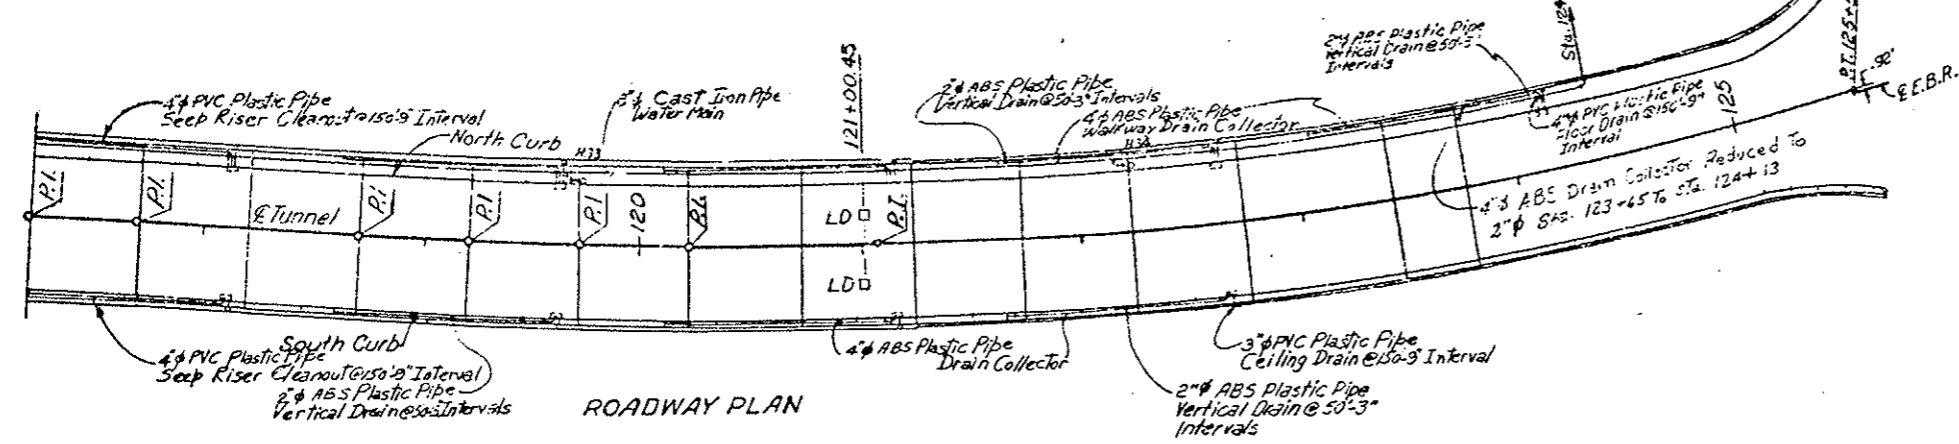 4"φ PVC Plastic Pipe
Seep Riser Cleanout @ 150'-9" Interval
North Curb
Cast Iron Pipe
Water Main
121+00.45
2"φ ABS Plastic Pipe
Vertical Drain @ 50'-3" Intervals
4"φ ABS Plastic Pipe
Walkway Drain Collector
2"φ ABS Plastic Pipe
Vertical Drain @ 50'-3"
Intervals
Sta. 124
P.T. 125+
.92'
℄ E.B.R.
125
4"φ PVC Plastic Pipe
Floor Drain @ 150'-9"
Interval
4"φ ABS Drain Collector Reduced To
2"φ Sta. 123+65 To Sta. 124+13
H33
H34
P.I.
P.I.
℄ Tunnel
P.I
P.I
P.I
120
P.I.
LD
LD
P.I.
South Curb
4"φ PVC Plastic Pipe
Seep Riser Cleanout @ 150'-9" Interval
2"φ ABS Plastic Pipe
Vertical Drain @ 50'-3" Intervals
ROADWAY PLAN
4"φ ABS Plastic Pipe
Drain Collector
3"φ PVC Plastic Pipe
Ceiling Drain @ 150'-9" Interval
2"φ ABS Plastic Pipe
Vertical Drain @ 50'-3"
Intervals